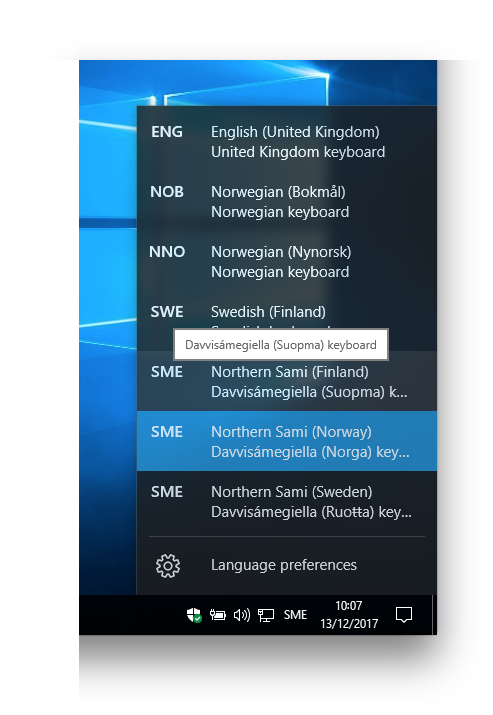 ENG English (United Kingdom)
United Kingdom keyboard
NOB Norwegian (Bokmål)
Norwegian keyboard
NNO Norwegian (Nynorsk)
Norwegian keyboard
SWE Swedish (Finland)
Davvisámegiella (Suopma) keyboard
SME Northern Sami (Finland)
Davvisámegiella (Suopma) k...
SME Northern Sami (Norway)
Davvisámegiella (Norga) key...
SME Northern Sami (Sweden)
Davvisámegiella (Ruoŧŧa) key...
Language preferences
SME
10:07
13/12/2017